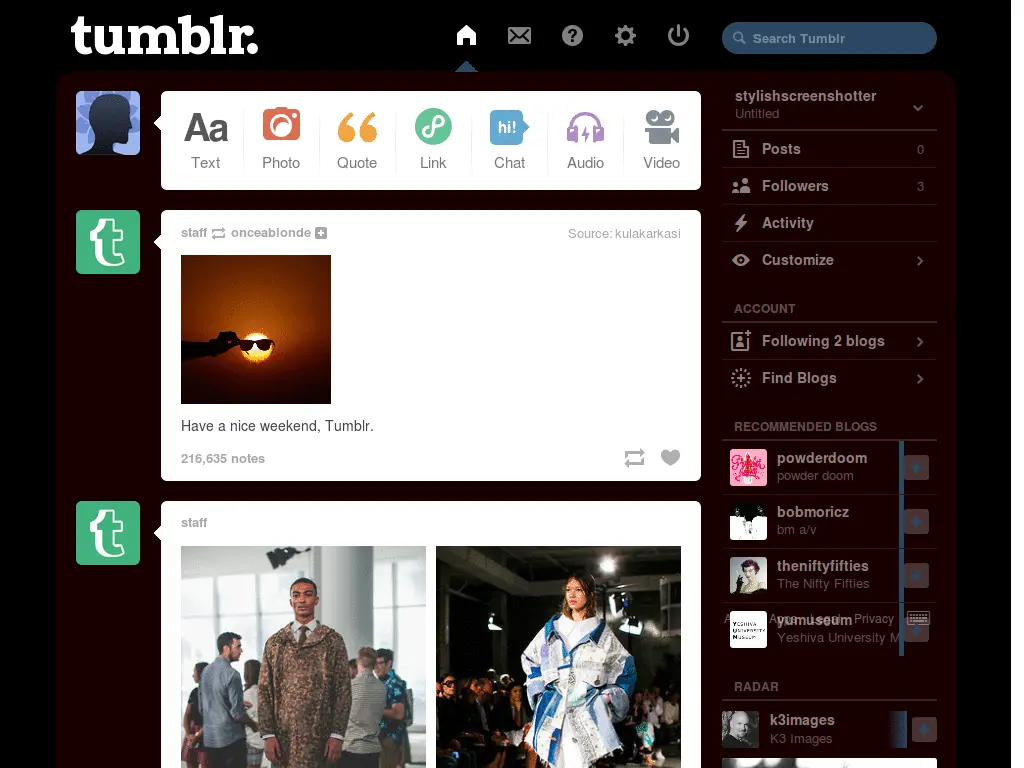 tumblr.
Search Tumblr
Aa
hi!
Text
Photo
Quote
Link
Chat
Audio
Video
staff onceablonde
Source: kulakarkasi
Have a nice weekend, Tumblr.
216,635 notes
staff
stylishscreenshotter
Untitled
Posts 0
Followers 3
Activity
Customize
ACCOUNT
Following 2 blogs
Find Blogs
RECOMMENDED BLOGS
powderdoom
powder doom
bobmoricz
bm a/v
theniftyfifties
The Nifty Fifties
YESHIVA
UNIVERSITY
MUSEUM
yumuseum
Privacy
Yeshiva University M
RADAR
k3images
K3 Images